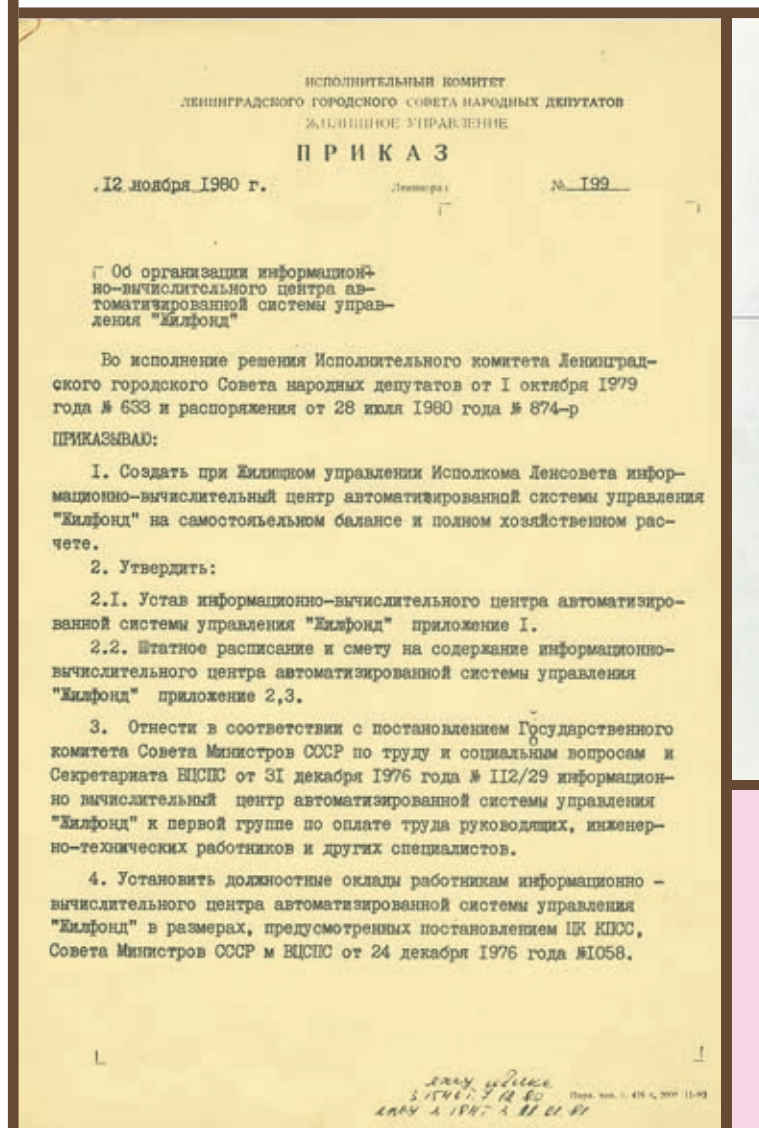 ИСПОЛНИТЕЛЬНЫЙ КОМИТЕТ
ЛЕНИНГРАДСКОГО ГОРОДСКОГО СОВЕТА НАРОДНЫХ ДЕПУТАТОВ
ЖИЛИЩНОЕ УПРАВЛЕНИЕ
ПРИКАЗ
12 ноября 1980 г. Ленинград № 199
Об организации информацион-
но-вычислительного центра ав-
томатизированной системы управ-
ления "Жилфонд"
Во исполнение решения Исполнительного комитета Ленинград-
ского городского Совета народных депутатов от I октября 1979
года № 633 и распоряжения от 28 июля 1980 года № 874-р
ПРИКАЗЫВАЮ:
I. Создать при Жилищном управлении Исполкома Ленсовета инфор-
мационно-вычислительный центр автоматизированной системы управления
"Жилфонд" на самостояьельном балансе и полном хозяйственном рас-
чете.
2. Утвердить:
2.I. Устав информационно-вычислительного центра автоматизиро-
ванной системы управления "Жилфонд" приложение I.
2.2. Штатное расписание и смету на содержание информационно-
вычислительного центра автоматизированной системы управления
"Жилфонд" приложение 2,3.
3. Отнести в соответствии с постановлением Государственного
комитета Совета Министров СССР по труду и социальным вопросам и
Секретариата ВЦСПС от 31 декабря 1976 года № II2/29 информацион-
но вычислительный центр автоматизированной системы управления
"Жилфонд" к первой группе по оплате труда руководящих, инженер-
но-технических работников и других специалистов.
4. Установить должностные оклады работникам информационно -
вычислительного центра автоматизированной системы управления
"Жилфонд" в размерах, предусмотренных постановлением ЦК КПСС,
Совета Министров СССР м ВЦСПС от 24 декабря 1976 года №1058.